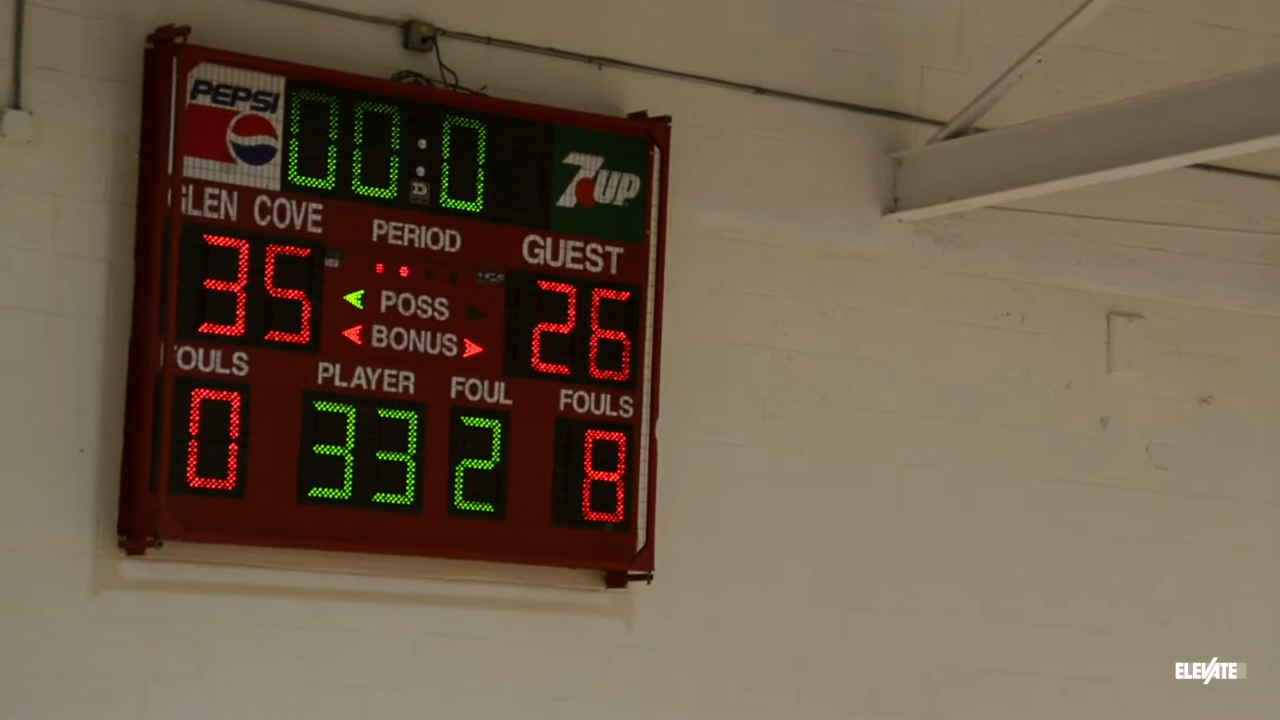 PEPSI
00:0
7UP
GLEN COVE
PERIOD
GUEST
35
POSS
26
BONUS
FOULS
PLAYER
FOUL
FOULS
0
33
2
8
ELEVATE